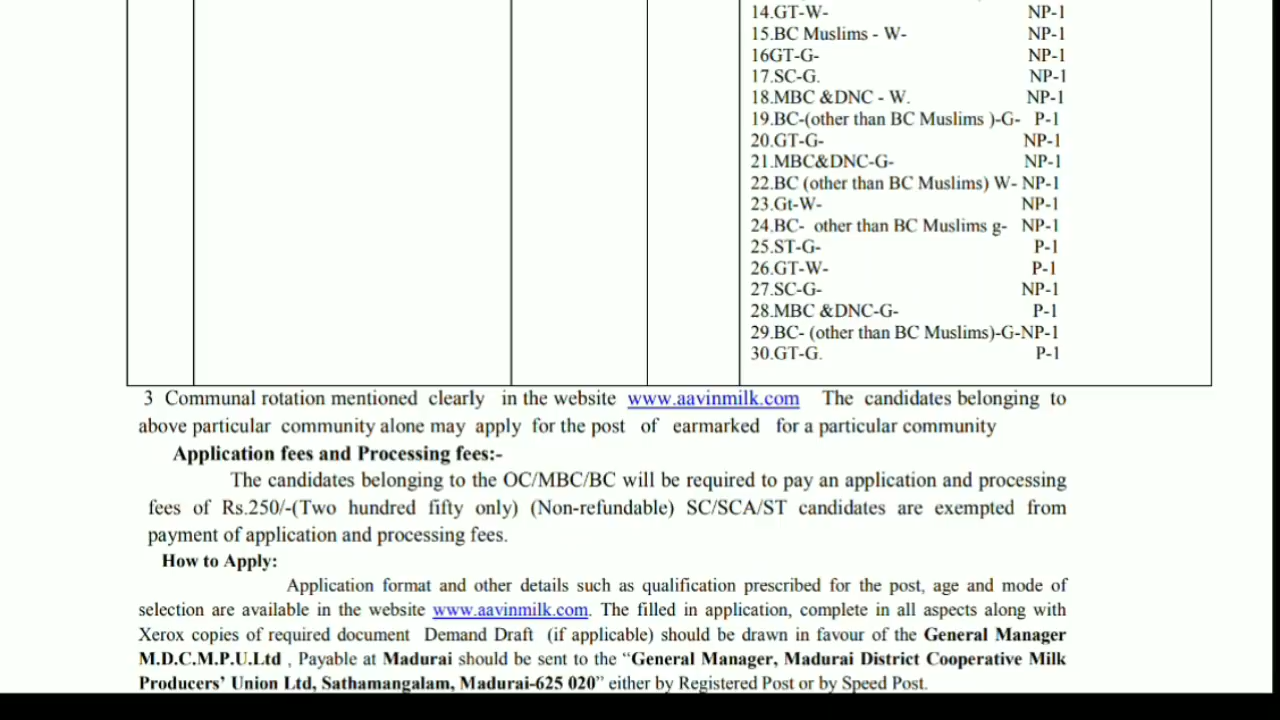 14.GT-W- NP-1
15.BC Muslims - W- NP-1
16GT-G- NP-1
17.SC-G. NP-1
18.MBC &DNC - W. NP-1
19.BC-(other than BC Muslims )-G- P-1
20.GT-G- NP-1
21.MBC&DNC-G- NP-1
22.BC (other than BC Muslims) W- NP-1
23.Gt-W- NP-1
24.BC- other than BC Muslims g- NP-1
25.ST-G- P-1
26.GT-W- P-1
27.SC-G- NP-1
28.MBC &DNC-G- P-1
29.BC- (other than BC Muslims)-G-NP-1
30.GT-G. P-1
3 Communal rotation mentioned clearly in the website www.aavinmilk.com The candidates belonging to
above particular community alone may apply for the post of earmarked for a particular community
Application fees and Processing fees:-
The candidates belonging to the OC/MBC/BC will be required to pay an application and processing
fees of Rs.250/-(Two hundred fifty only) (Non-refundable) SC/SCA/ST candidates are exempted from
payment of application and processing fees.
How to Apply:
Application format and other details such as qualification prescribed for the post, age and mode of
selection are available in the website www.aavinmilk.com. The filled in application, complete in all aspects along with
Xerox copies of required document Demand Draft (if applicable) should be drawn in favour of the General Manager
M.D.C.M.P.U.Ltd , Payable at Madurai should be sent to the “General Manager, Madurai District Cooperative Milk
Producers’ Union Ltd, Sathamangalam, Madurai-625 020” either by Registered Post or by Speed Post.